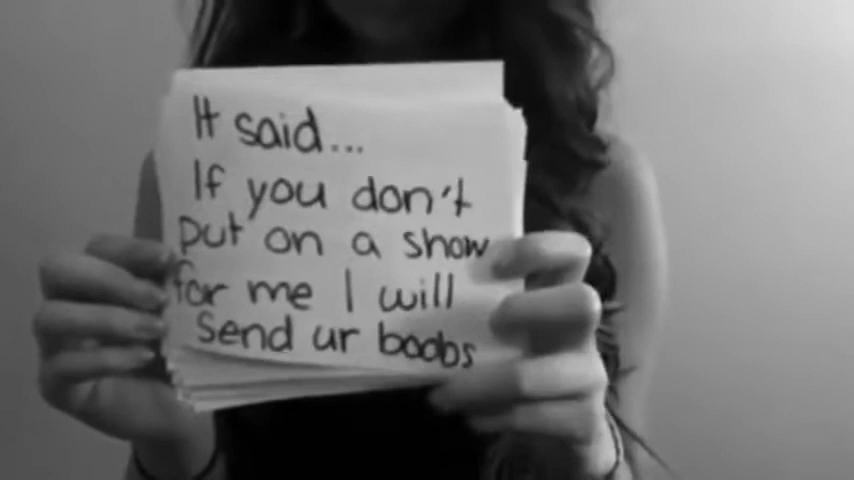 It said...
If you don't
put on a show
for me I will
send ur boobs